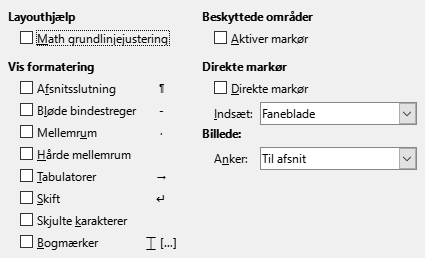 Layouthjælp
Math grundlinjejustering
Vis formatering
Afsnitsslutning ¶
Bløde bindestreger -
Mellemrum ·
Hårde mellemrum
Tabulatorer →
Skift ↵
Skjulte karakterer
Bogmærker ⌶ [...]
Beskyttede områder
Aktiver markør
Direkte markør
Direkte markør
Indsæt: Faneblade
Billede:
Anker: Til afsnit